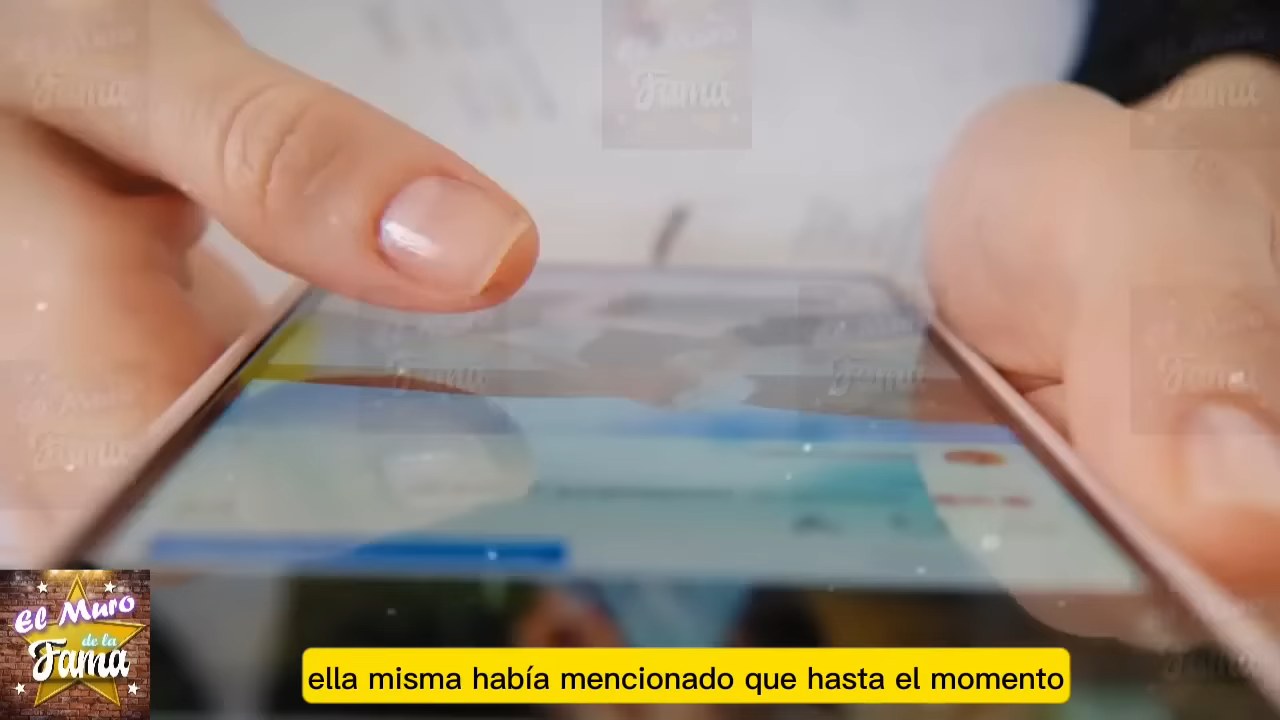 El Muro
de la
Fama
ella misma había mencionado que hasta el momento